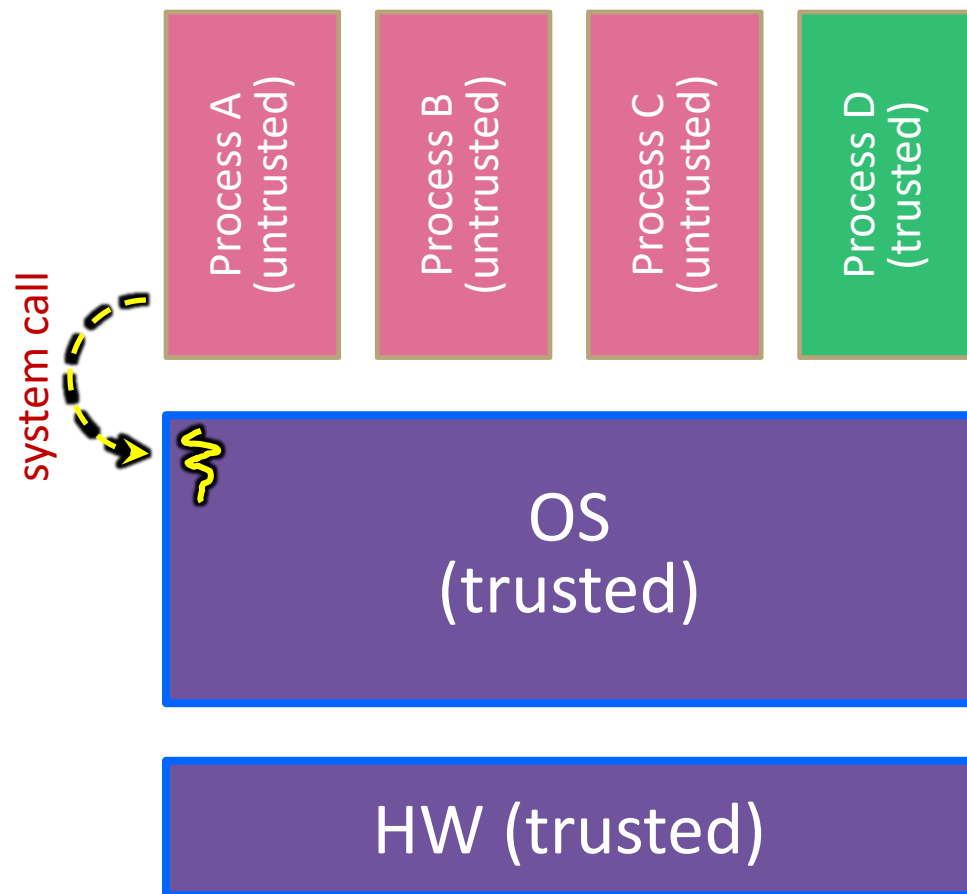 Process A
(untrusted)
Process B
(untrusted)
Process C
(untrusted)
Process D
(trusted)
system call
OS
(trusted)
HW (trusted)